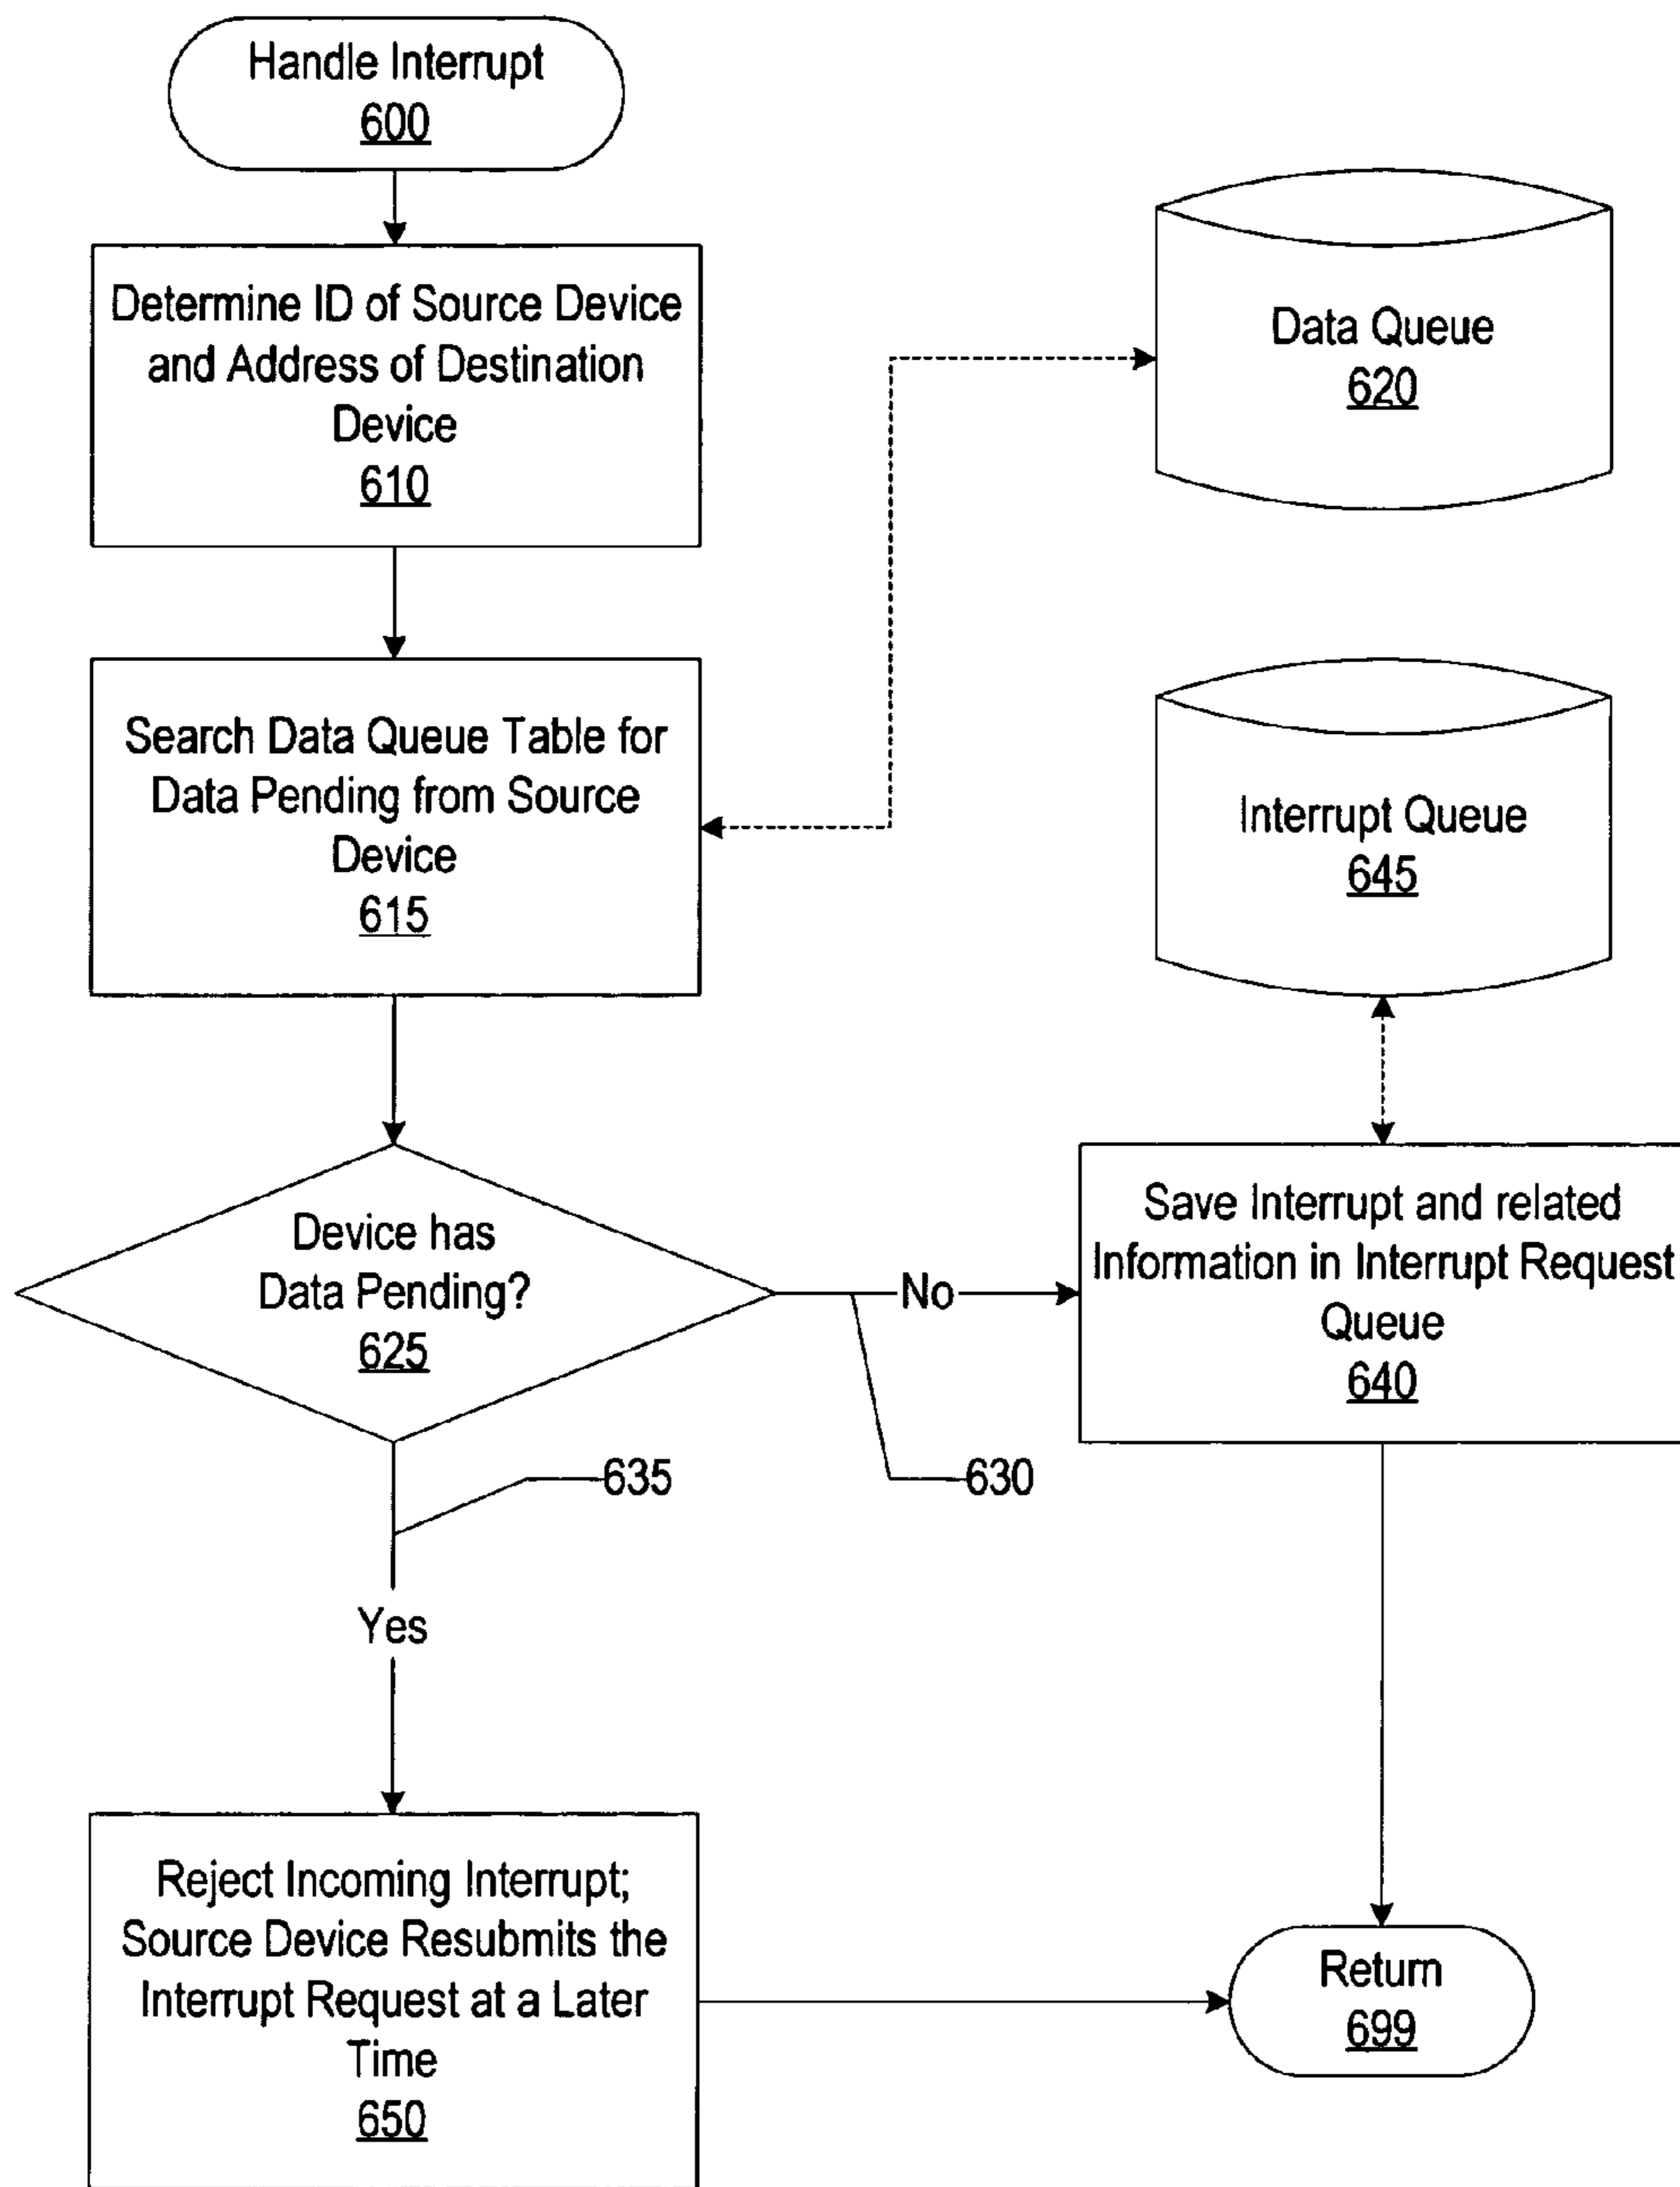 Handle Interrupt
600
Determine ID of Source Device
and Address of Destination
Device
610
Data Queue
620
Search Data Queue Table for
Data Pending from Source
Device
615
Interrupt Queue
645
Device has
Data Pending?
625
No
Save Interrupt and related
Information in Interrupt Request
Queue
640
635
630
Yes
Reject Incoming Interrupt;
Source Device Resubmits the
Interrupt Request at a Later
Time
650
Return
699